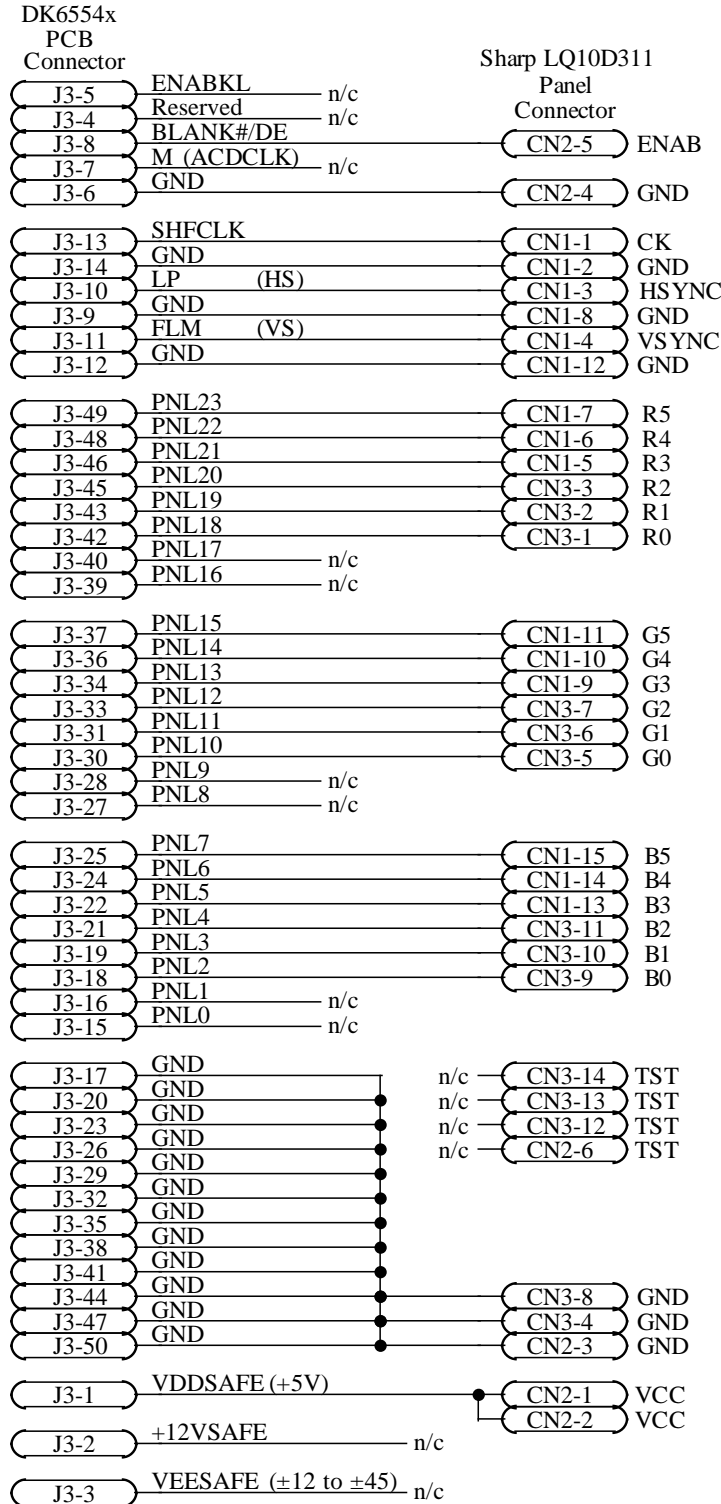 DK6554x
PCB
Connector
Sharp LQ10D311
Panel
Connector
J3-5 ENABKL n/c
J3-4 Reserved n/c
J3-8 BLANK#/DE CN2-5 ENAB
J3-7 M (ACDCLK) n/c
J3-6 GND CN2-4 GND
J3-13 SHFCLK CN1-1 CK
J3-14 GND CN1-2 GND
J3-10 LP (HS) CN1-3 HSYNC
J3-9 GND CN1-8 GND
J3-11 FLM (VS) CN1-4 VSYNC
J3-12 GND CN1-12 GND
J3-49 PNL23 CN1-7 R5
J3-48 PNL22 CN1-6 R4
J3-46 PNL21 CN1-5 R3
J3-45 PNL20 CN3-3 R2
J3-43 PNL19 CN3-2 R1
J3-42 PNL18 CN3-1 R0
J3-40 PNL17 n/c
J3-39 PNL16 n/c
J3-37 PNL15 CN1-11 G5
J3-36 PNL14 CN1-10 G4
J3-34 PNL13 CN1-9 G3
J3-33 PNL12 CN3-7 G2
J3-31 PNL11 CN3-6 G1
J3-30 PNL10 CN3-5 G0
J3-28 PNL9 n/c
J3-27 PNL8 n/c
J3-25 PNL7 CN1-15 B5
J3-24 PNL6 CN1-14 B4
J3-22 PNL5 CN1-13 B3
J3-21 PNL4 CN3-11 B2
J3-19 PNL3 CN3-10 B1
J3-18 PNL2 CN3-9 B0
J3-16 PNL1 n/c
J3-15 PNL0 n/c
J3-17 GND n/c CN3-14 TST
J3-20 GND n/c CN3-13 TST
J3-23 GND n/c CN3-12 TST
J3-26 GND n/c CN2-6 TST
J3-29 GND
J3-32 GND
J3-35 GND
J3-38 GND
J3-41 GND
J3-44 GND CN3-8 GND
J3-47 GND CN3-4 GND
J3-50 GND CN2-3 GND
J3-1 VDDSAFE (+5V) CN2-1 VCC
CN2-2 VCC
J3-2 +12VSAFE n/c
J3-3 VEESAFE (±12 to ±45) n/c